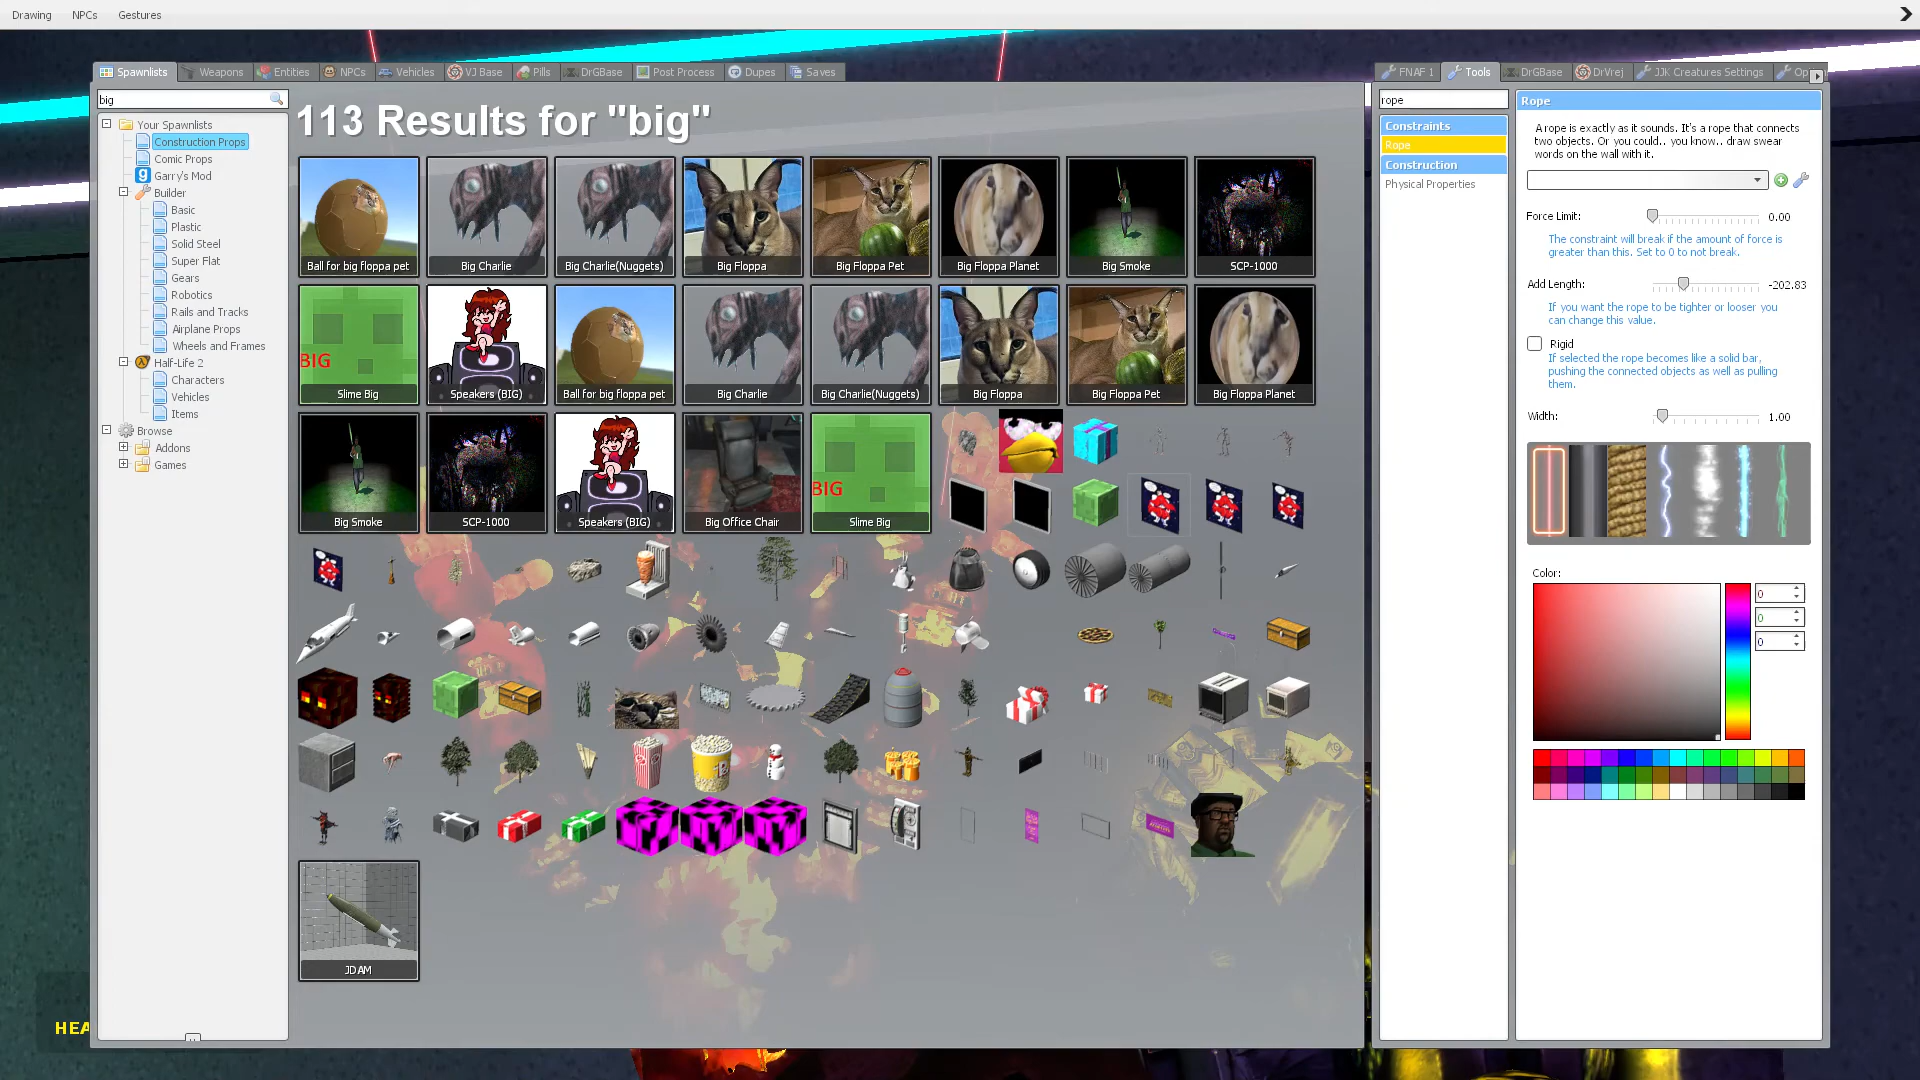 Drawing NPCs Gestures
Spawnlists Weapons Entities NPCs Vehicles VJ Base Pills DrGBase Post Process Dupes Saves
FNAF 1 Tools DrGBase DrVrej JJK Creatures Settings
big
Your Spawnlists
Construction Props
Comic Props
Garry's Mod
Builder
Basic
Plastic
Solid Steel
Super Flat
Gears
Robotics
Rails and Tracks
Airplane Props
Wheels and Frames
Half-Life 2
Characters
Vehicles
Items
Browse
Addons
Games
HEA
113 Results for "big"
Ball for big floppa pet
Big Charlie
Big Charlie(Nuggets)
Big Floppa
Big Floppa Pet
Big Floppa Planet
Big Smoke
SCP-1000
BIG
Slime Big
Speakers (BIG)
Ball for big floppa pet
Big Charlie
Big Charlie(Nuggets)
Big Floppa
Big Floppa Pet
Big Floppa Planet
Big Smoke
SCP-1000
Speakers (BIG)
Big Office Chair
BIG
Slime Big
JDAM
rope
Constraints
Rope
Construction
Physical Properties
Rope
A rope is exactly as it sounds. It's a rope that connects
two objects. Or you could.. you know.. draw swear
words on the wall with it.
Force Limit: 0.00
The constraint will break if the amount of force is
greater than this. Set to 0 to not break.
Add Length: -202.83
If you want the rope to be tighter or looser you
can change this value.
Rigid
If selected the rope becomes like a solid bar,
pushing the connected objects as well as pulling
them.
Width: 1.00
Color:
0
0
0